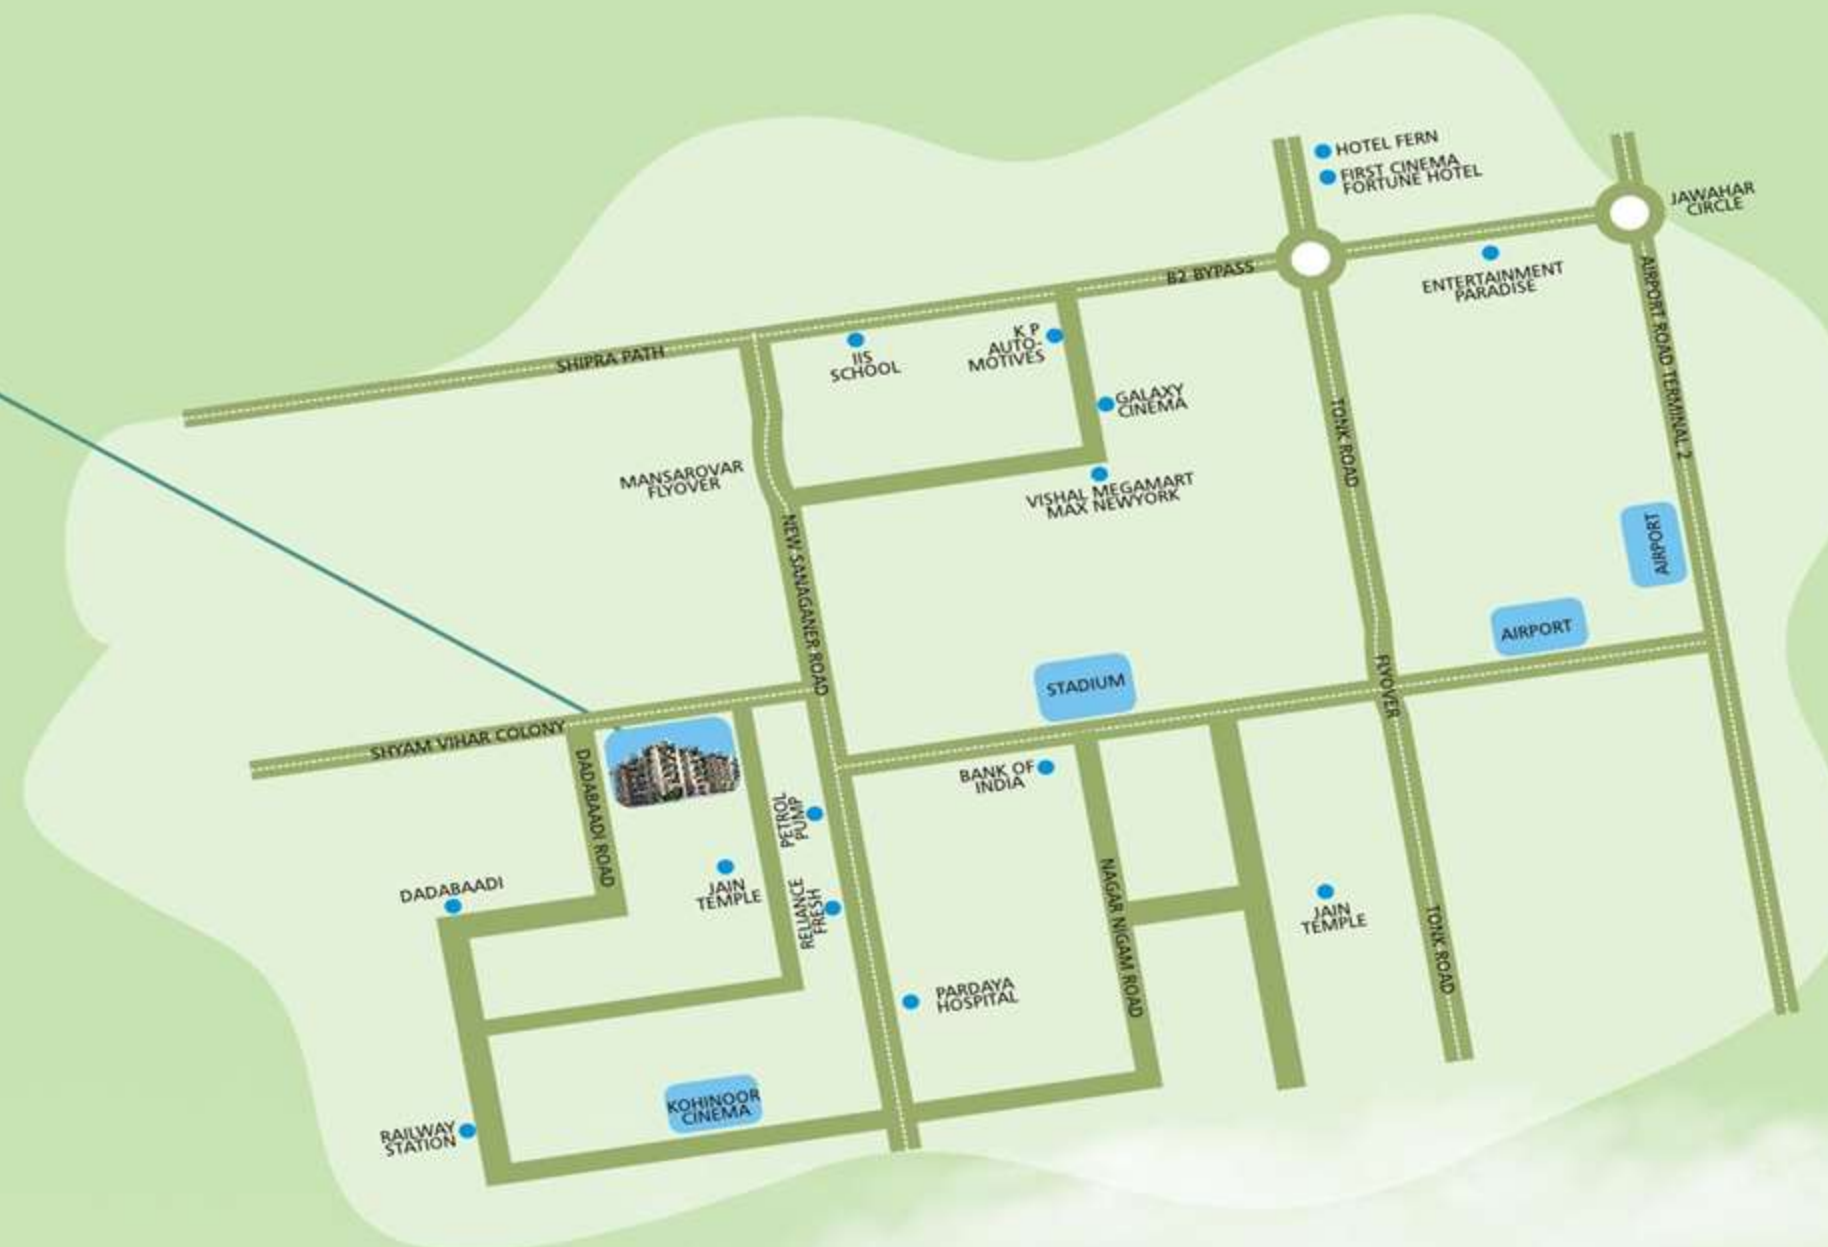 HOTEL FERN
FIRST CINEMA
FORTUNE HOTEL
JAWAHAR
CIRCLE
B2 BYPASS
ENTERTAINMENT
PARADISE
AIRPORT ROAD TERMINAL 2
SHIPRA PATH
IIS
SCHOOL
K P
AUTO-
MOTIVES
GALAXY
CINEMA
TONK ROAD
MANSAROVAR
FLYOVER
VISHAL MEGAMART
MAX NEWYORK
NEW SANAGANER ROAD
AIRPORT
AIRPORT
STADIUM
FLYOVER
SHYAM VIHAR COLONY
DADABAADI ROAD
BANK OF
INDIA
PETROL
PUMP
DADABAADI
JAIN
TEMPLE
RELIANCE
FRESH
NAGAR NIGAM ROAD
JAIN
TEMPLE
TONK ROAD
PARDAYA
HOSPITAL
KOHINOOR
CINEMA
RAILWAY
STATION